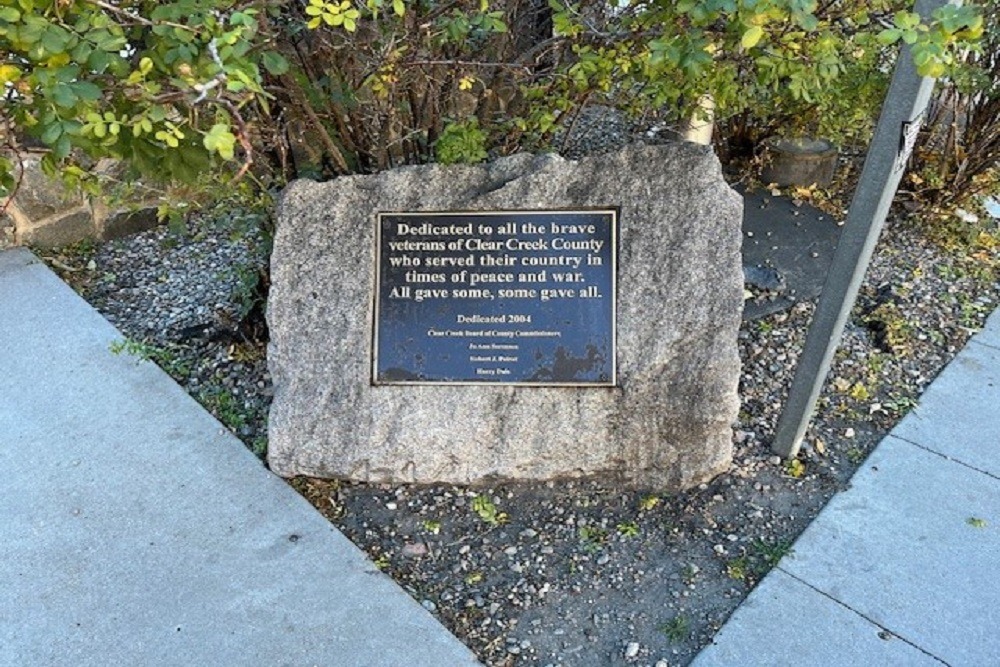 Dedicated to all the brave
veterans of Clear Creek County
who served their country in
times of peace and war.
All gave some, some gave all.
Dedicated 2004
Clear Creek Board of County Commissioners
Jo Ann Sorensen
Robert J. Poirot
Harry Dale